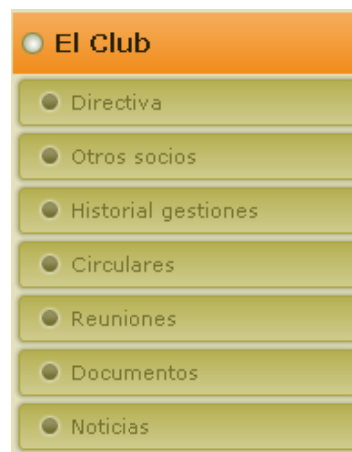 El Club
Directiva
Otros socios
Historial gestiones
Circulares
Reuniones
Documentos
Noticias